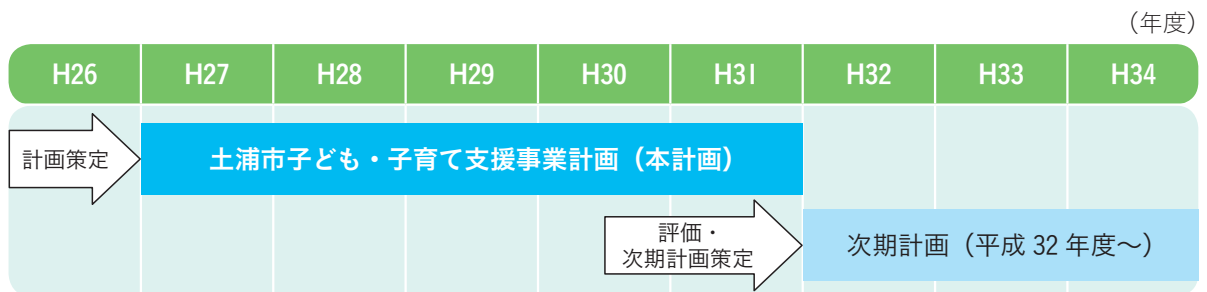 （年度）
H26 H27 H28 H29 H30 H31 H32 H33 H34
計画策定 土浦市子ども・子育て支援事業計画（本計画）
評価・
次期計画策定
次期計画（平成 32 年度～）